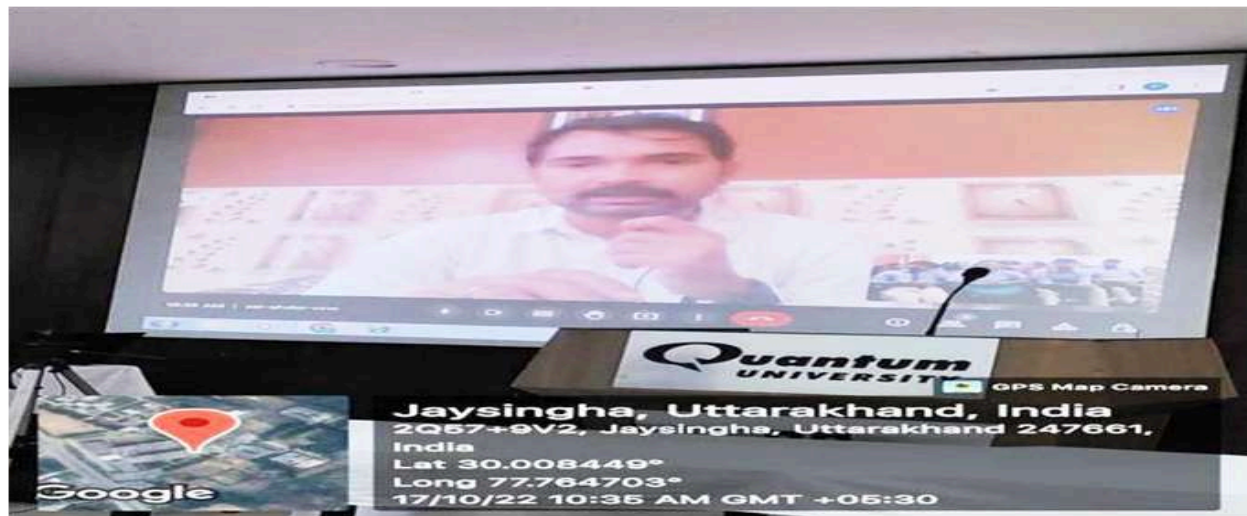 Quantum
UNIVERSITY
GPS Map Camera
Jaysingha, Uttarakhand, India
2Q57+9V2, Jaysingha, Uttarakhand 247661,
India
Lat 30.008449°
Long 77.764703°
17/10/22 10:35 AM GMT +05:30
Google